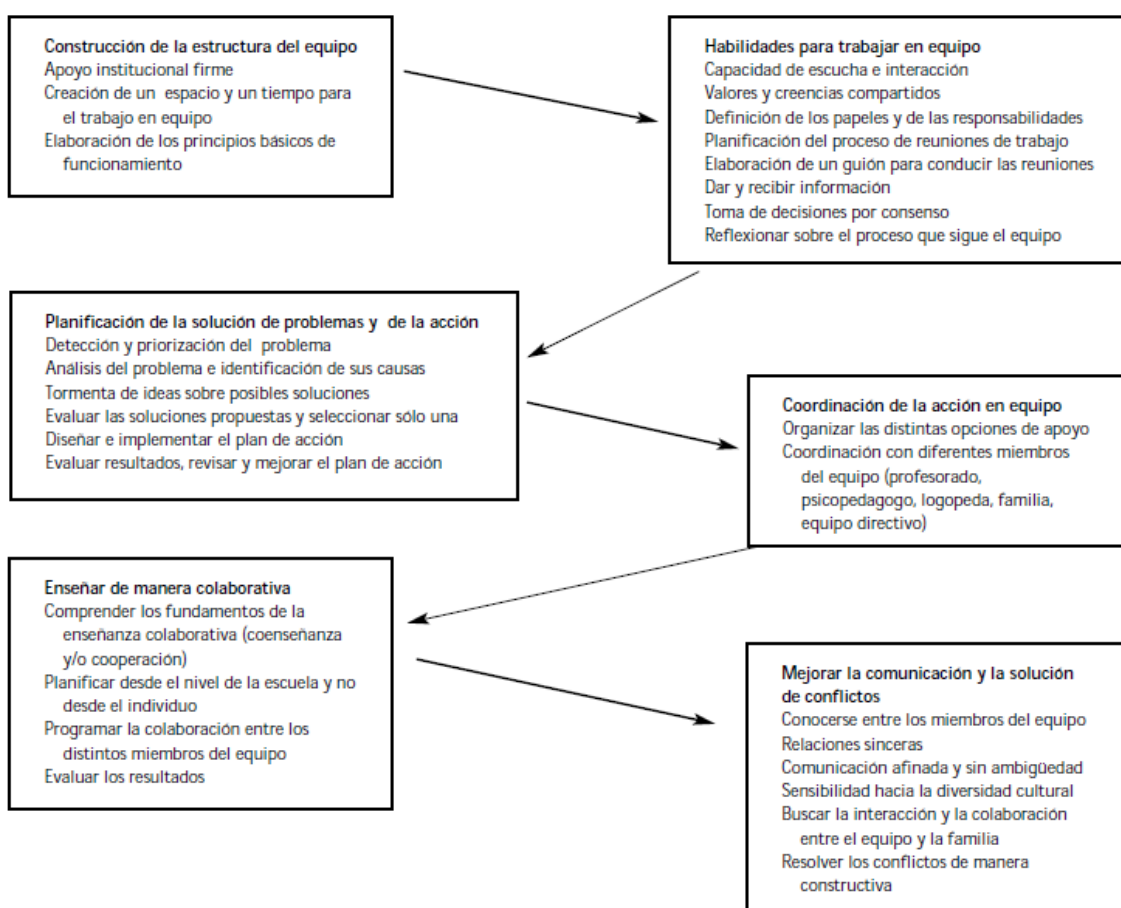 Construcción de la estructura del equipo
Apoyo institucional firme
Creación de un espacio y un tiempo para
el trabajo en equipo
Elaboración de los principios básicos de
funcionamiento
Habilidades para trabajar en equipo
Capacidad de escucha e interacción
Valores y creencias compartidos
Definición de los papeles y de las responsabilidades
Planificación del proceso de reuniones de trabajo
Elaboración de un guión para conducir las reuniones
Dar y recibir información
Toma de decisiones por consenso
Reflexionar sobre el proceso que sigue el equipo
Planificación de la solución de problemas y de la acción
Detección y priorización del problema
Análisis del problema e identificación de sus causas
Tormenta de ideas sobre posibles soluciones
Evaluar las soluciones propuestas y seleccionar sólo una
Diseñar e implementar el plan de acción
Evaluar resultados, revisar y mejorar el plan de acción
Coordinación de la acción en equipo
Organizar las distintas opciones de apoyo
Coordinación con diferentes miembros
del equipo (profesorado,
psicopedagogo, logopeda, familia,
equipo directivo)
Enseñar de manera colaborativa
Comprender los fundamentos de la
enseñanza colaborativa (coenseñanza
y/o cooperación)
Planificar desde el nivel de la escuela y no
desde el individuo
Programar la colaboración entre los
distintos miembros del equipo
Evaluar los resultados
Mejorar la comunicación y la solución
de conflictos
Conocerse entre los miembros del equipo
Relaciones sinceras
Comunicación afinada y sin ambigüedad
Sensibilidad hacia la diversidad cultural
Buscar la interacción y la colaboración
entre el equipo y la familia
Resolver los conflictos de manera
constructiva